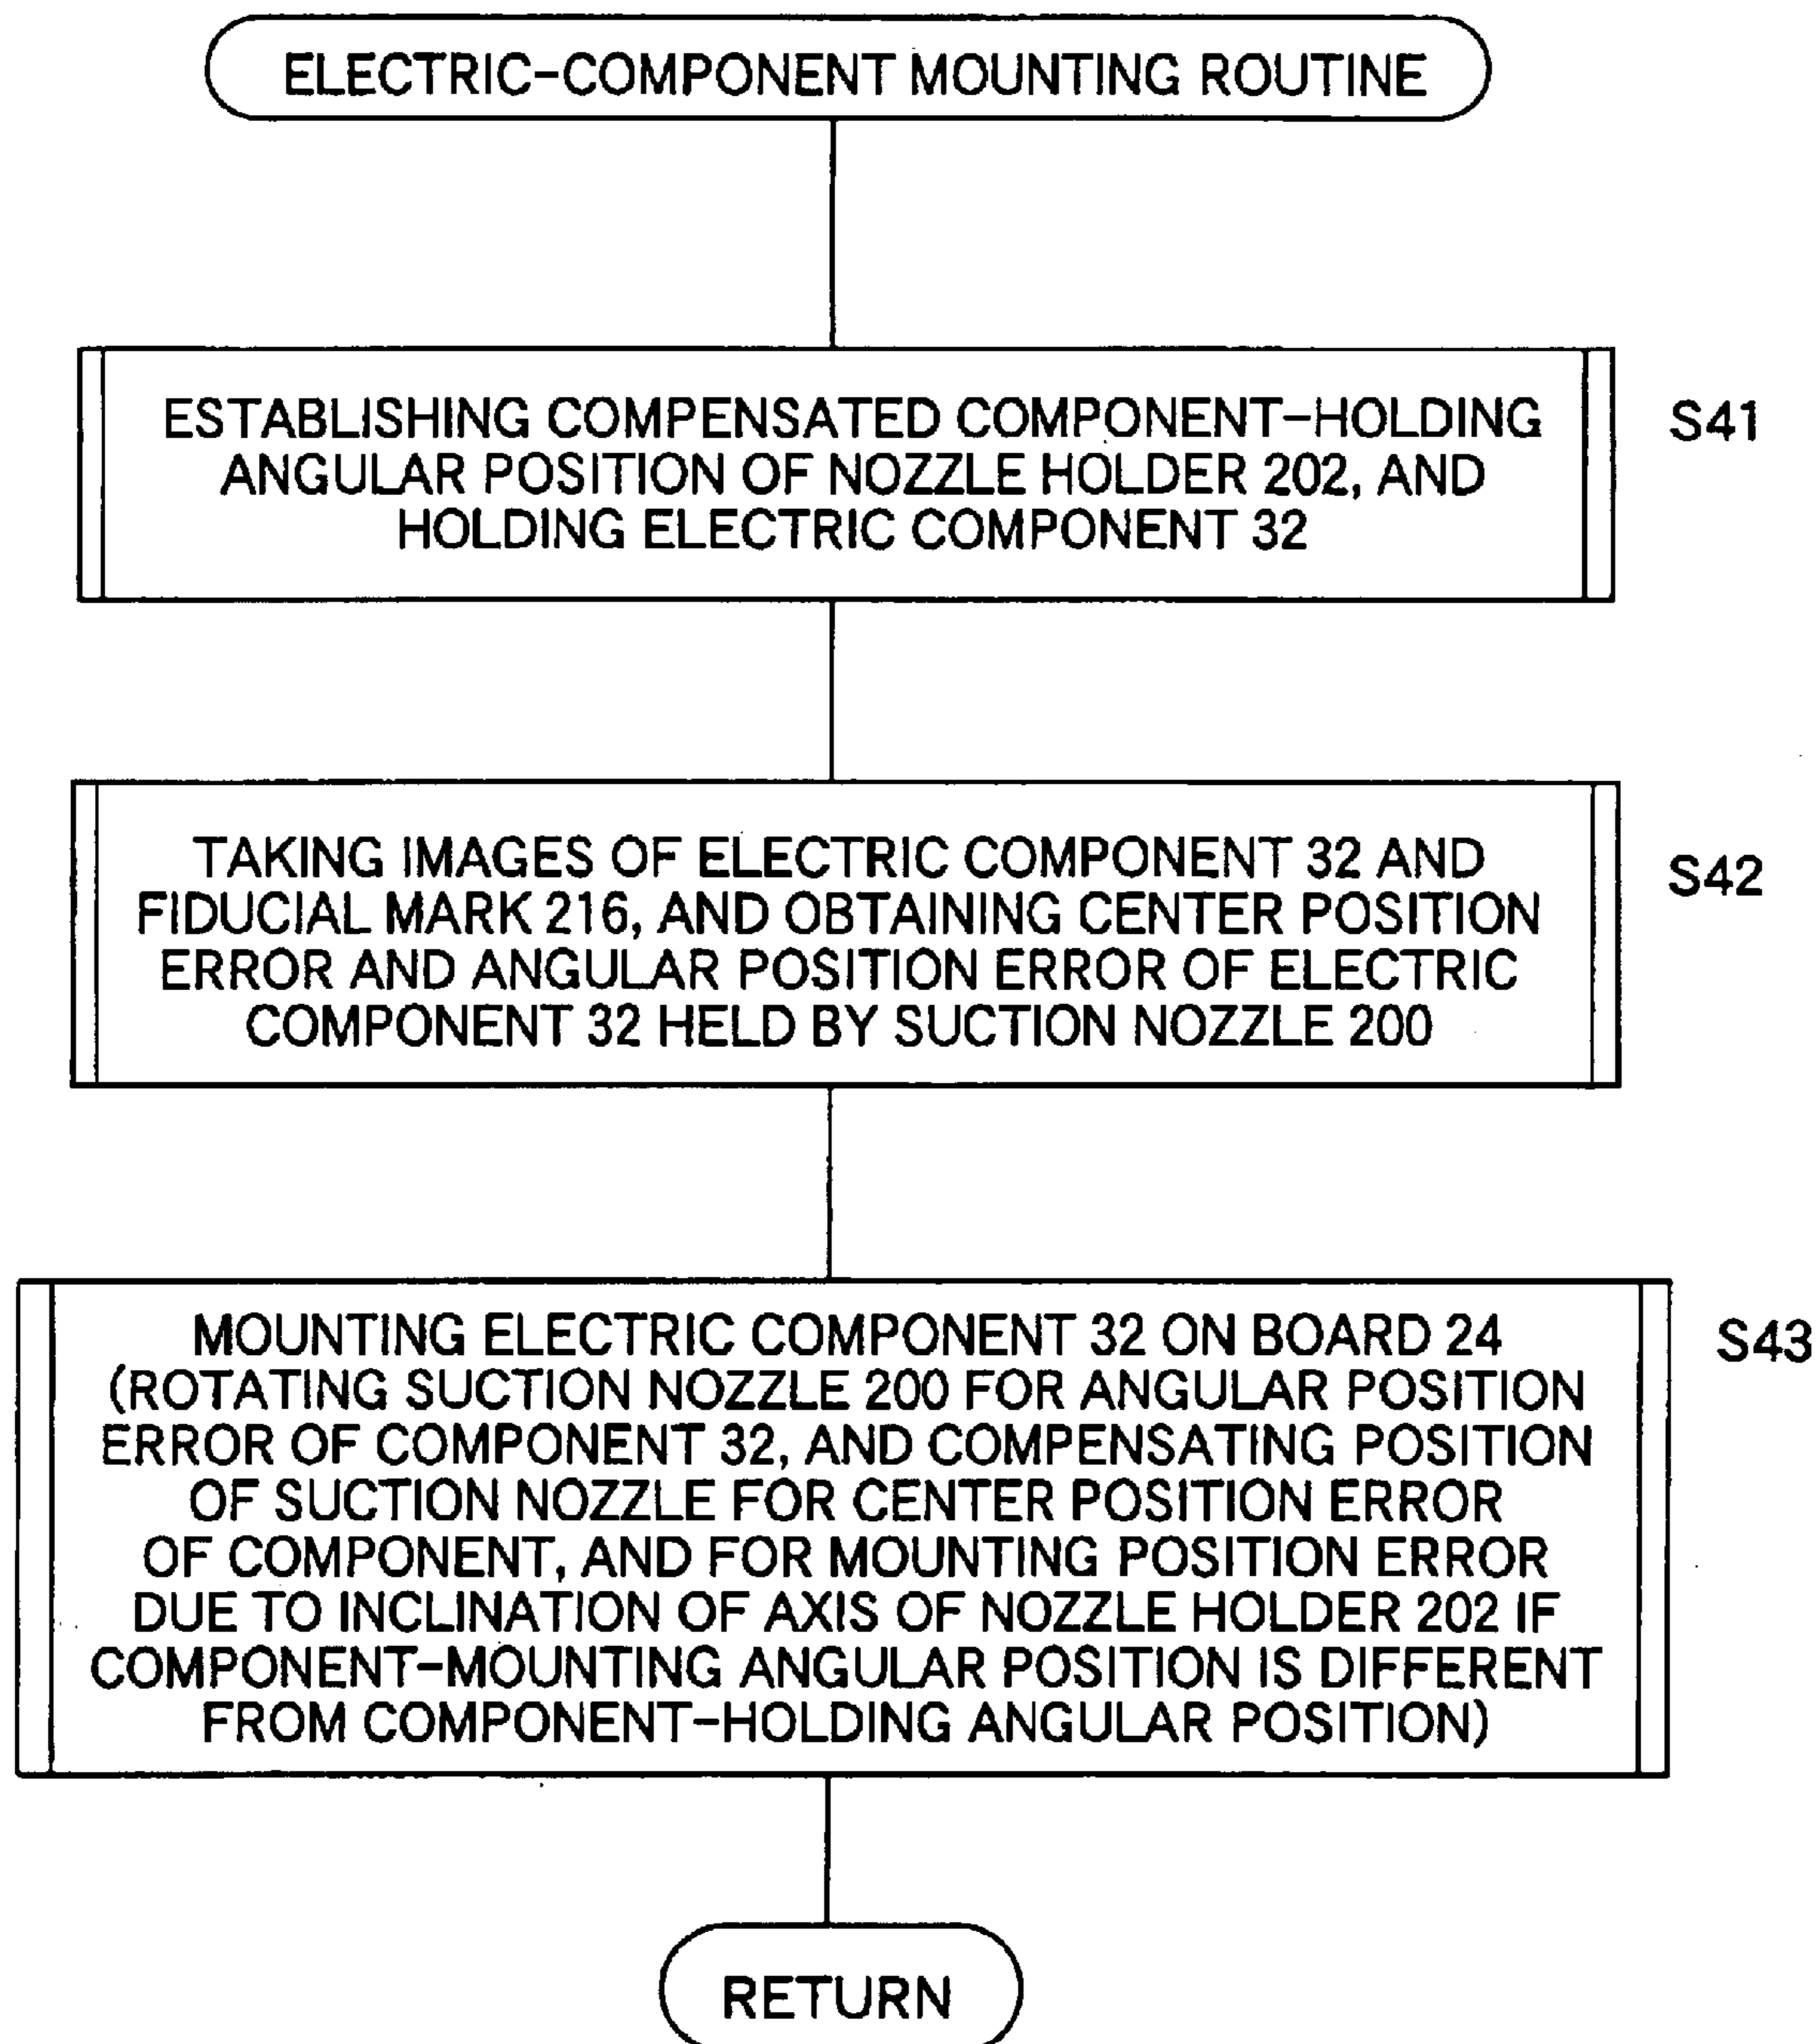 ELECTRIC-COMPONENT MOUNTING ROUTINE
ESTABLISHING COMPENSATED COMPONENT-HOLDING
ANGULAR POSITION OF NOZZLE HOLDER 202, AND
HOLDING ELECTRIC COMPONENT 32
S41
TAKING IMAGES OF ELECTRIC COMPONENT 32 AND
FIDUCIAL MARK 216, AND OBTAINING CENTER POSITION
ERROR AND ANGULAR POSITION ERROR OF ELECTRIC
COMPONENT 32 HELD BY SUCTION NOZZLE 200
S42
MOUNTING ELECTRIC COMPONENT 32 ON BOARD 24
(ROTATING SUCTION NOZZLE 200 FOR ANGULAR POSITION
ERROR OF COMPONENT 32, AND COMPENSATING POSITION
OF SUCTION NOZZLE FOR CENTER POSITION ERROR
OF COMPONENT, AND FOR MOUNTING POSITION ERROR
DUE TO INCLINATION OF AXIS OF NOZZLE HOLDER 202 IF
COMPONENT-MOUNTING ANGULAR POSITION IS DIFFERENT
FROM COMPONENT-HOLDING ANGULAR POSITION)
S43
RETURN